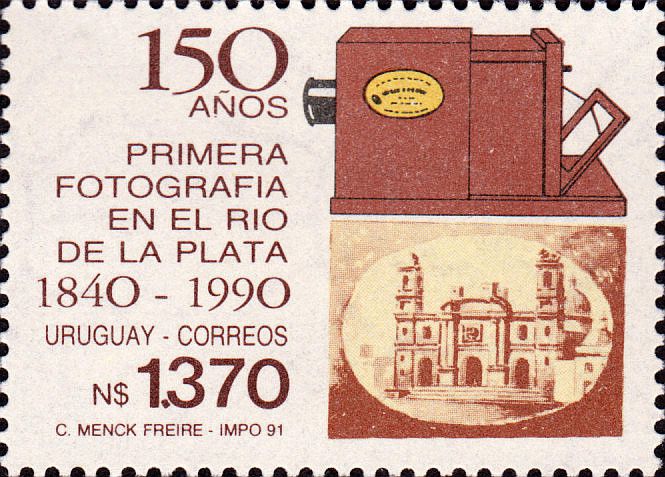 150
AÑOS
PRIMERA
FOTOGRAFIA
EN EL RIO
DE LA PLATA
1840 - 1990
URUGUAY - CORREOS
N$ 1.370
C. MENCK FREIRE - IMPO 91